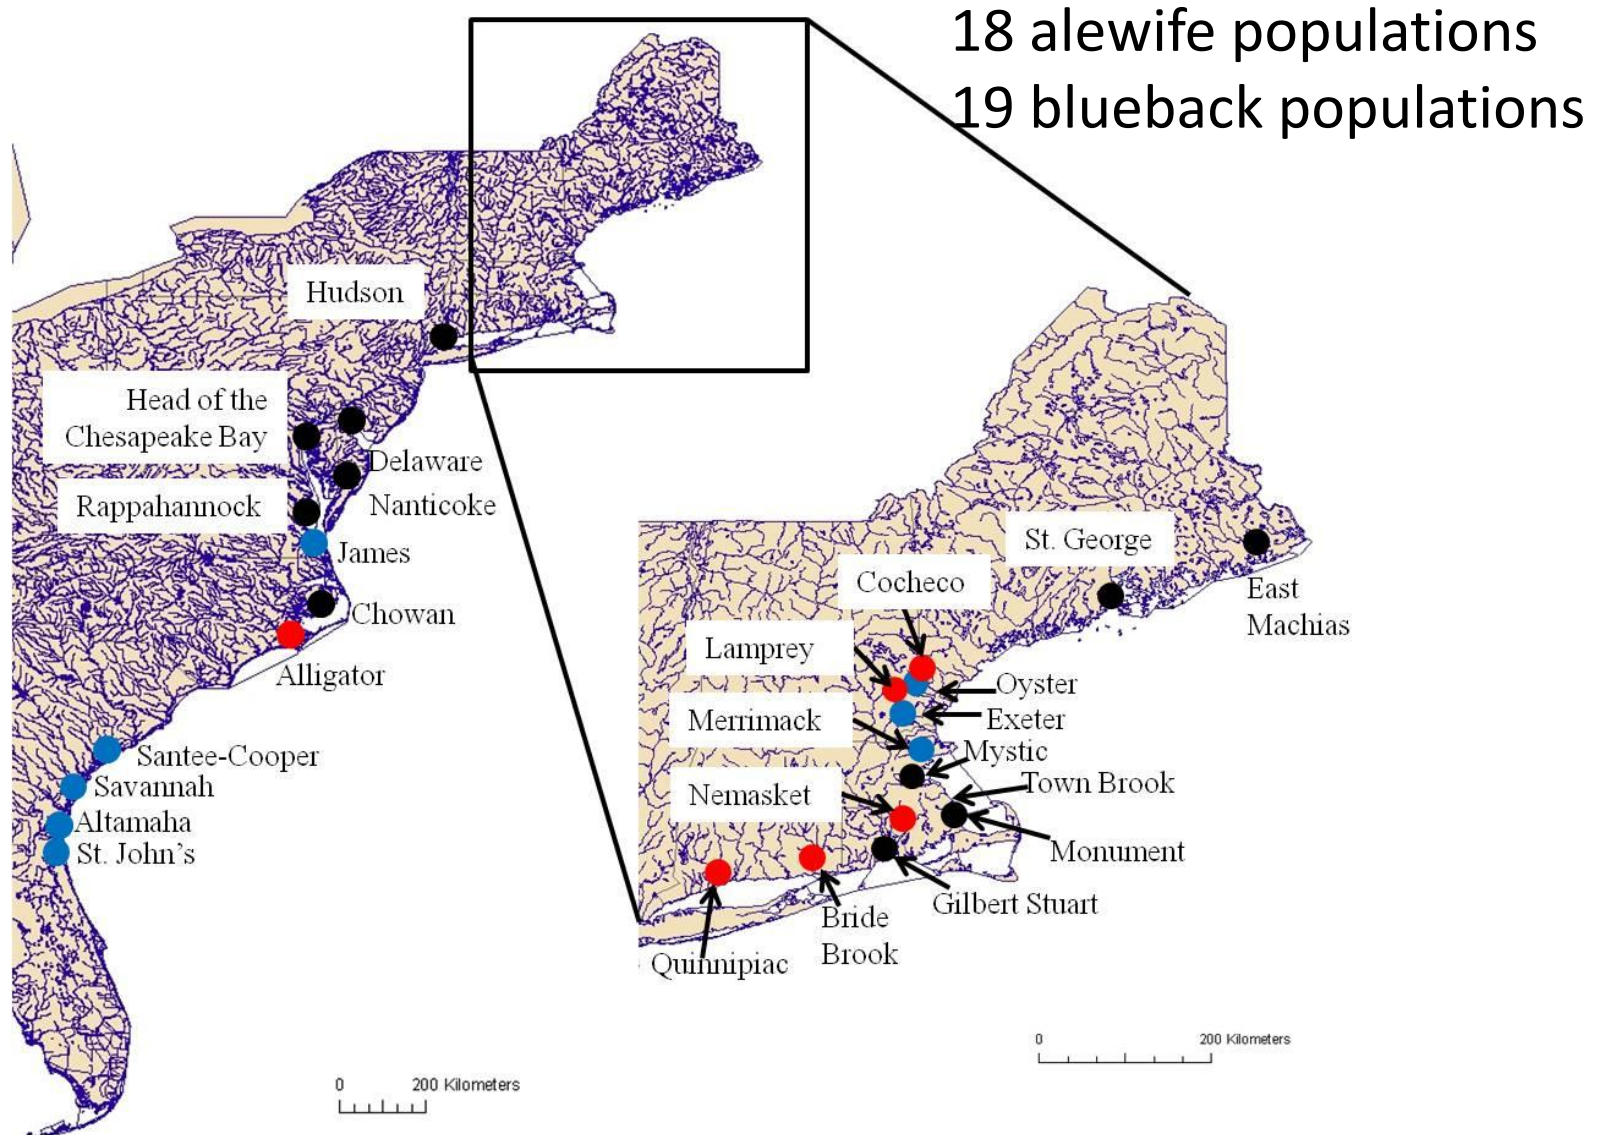 18 alewife populations
19 blueback populations
Hudson
Head of the
Chesapeake Bay
Delaware
Rappahannock
Nanticoke
James
Chowan
Alligator
Santee-Cooper
Savannah
Altamaha
St. John's
St. George
Cocheco
East
Machias
Lamprey
Oyster
Merrimack
Exeter
Mystic
Town Brook
Nemasket
Monument
Gilbert Stuart
Bride
Brook
Quinnipiac
0 200 Kilometers
0 200 Kilometers